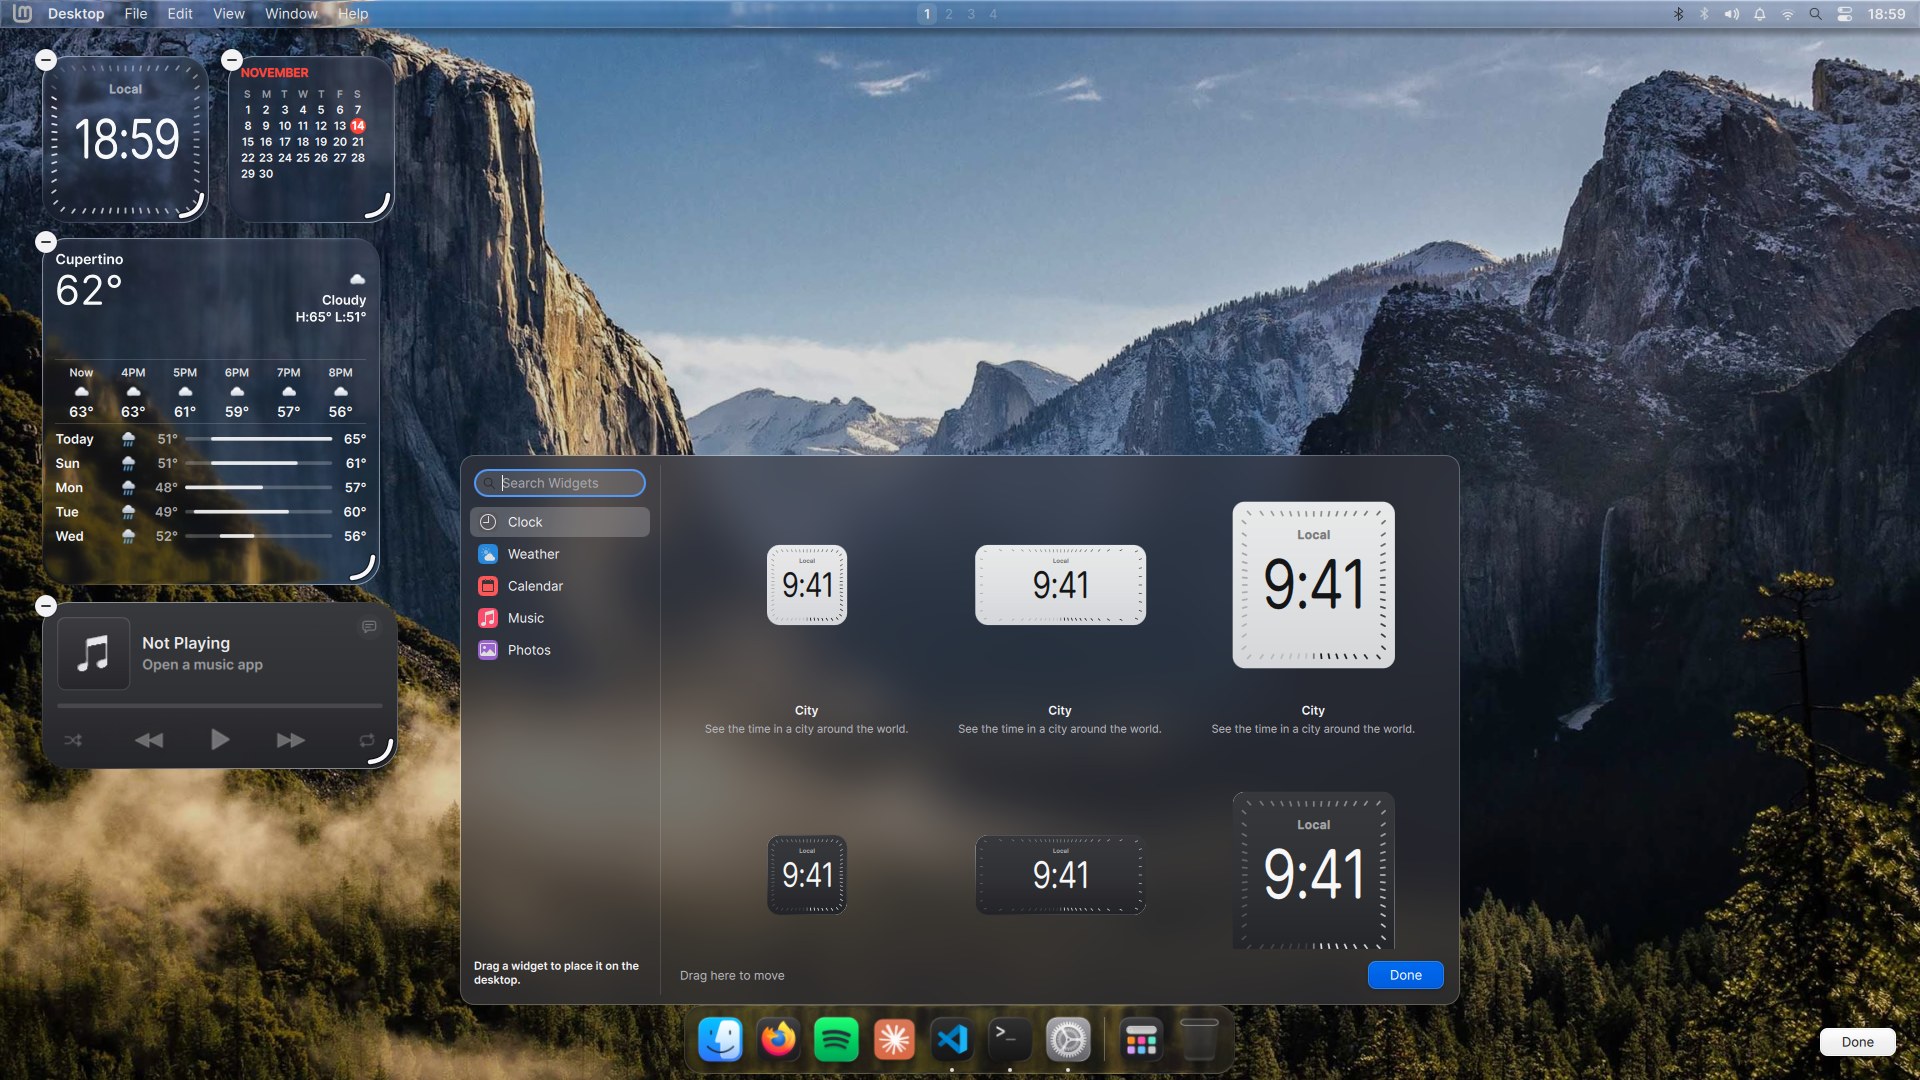 Desktop File Edit View Window Help
1 2 3 4
18:59
Local
18:59
NOVEMBER
S M T W T F S
1 2 3 4 5 6 7
8 9 10 11 12 13 14
15 16 17 18 19 20 21
22 23 24 25 26 27 28
29 30
Cupertino
62°
Cloudy
H:65° L:51°
Now 4PM 5PM 6PM 7PM 8PM
63° 63° 61° 59° 57° 56°
Today 51° 65°
Sun 51° 61°
Mon 48° 57°
Tue 49° 60°
Wed 52° 56°
Not Playing
Open a music app
Search Widgets
Clock
Weather
Calendar
Music
Photos
Drag a widget to place it on the
desktop.
Local
9:41
City
See the time in a city around the world.
Local
9:41
City
See the time in a city around the world.
Local
9:41
City
See the time in a city around the world.
Local
9:41
Local
9:41
Local
9:41
Drag here to move
Done
Done